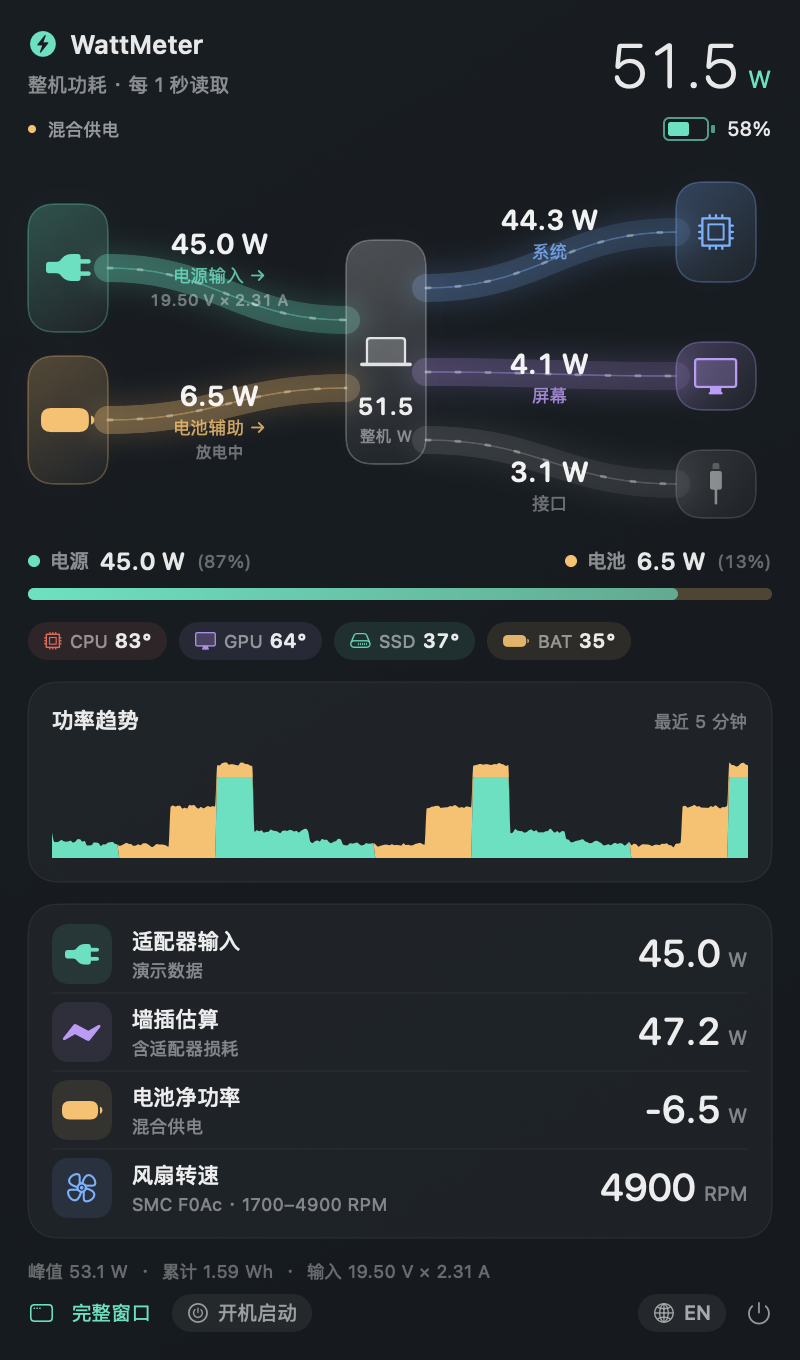 WattMeter
51.5 W
整机功耗 · 每 1 秒读取
混合供电
58%
45.0 W
电源输入 →
19.50 V × 2.31 A
6.5 W
电池辅助 →
放电中
51.5
整机 W
44.3 W
系统
4.1 W
屏幕
3.1 W
接口
电源 45.0 W (87%)
电池 6.5 W (13%)
CPU 83°
GPU 64°
SSD 37°
BAT 35°
功率趋势
最近 5 分钟
适配器输入
演示数据
45.0 W
墙插估算
含适配器损耗
47.2 W
电池净功率
混合供电
-6.5 W
风扇转速
SMC F0Ac · 1700–4900 RPM
4900 RPM
峰值 53.1 W · 累计 1.59 Wh · 输入 19.50 V × 2.31 A
完整窗口
开机启动
EN